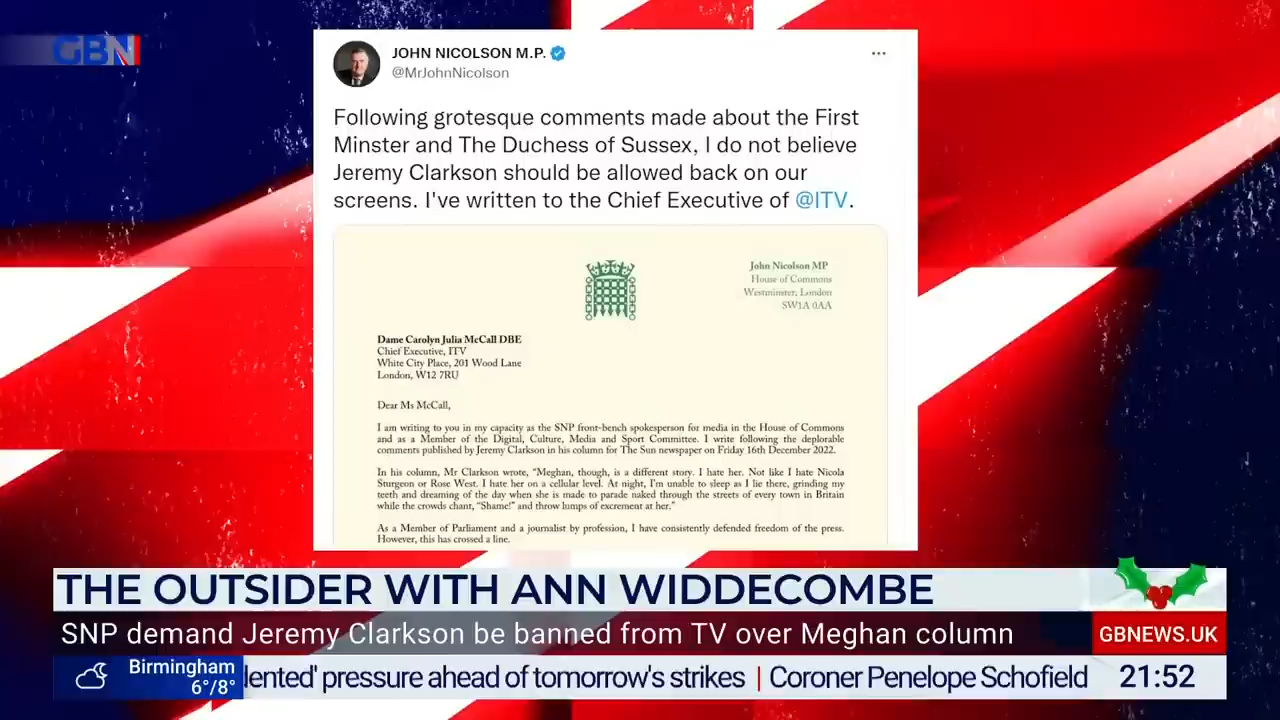 GBN
JOHN NICOLSON M.P.
@MrJohnNicolson
Following grotesque comments made about the First
Minster and The Duchess of Sussex, I do not believe
Jeremy Clarkson should be allowed back on our
screens. I've written to the Chief Executive of @ITV.
John Nicolson MP
House of Commons
Westminster, London
SW1A 0AA
Dame Carolyn Julia McCall DBE
Chief Executive, ITV
White City Place, 201 Wood Lane
London, W12 7RU
Dear Ms McCall,
I am writing to you in my capacity as the SNP front-bench spokesperson for media in the House of Commons
and as a Member of the Digital, Culture, Media and Sport Committee. I write following the deplorable
comments published by Jeremy Clarkson in his column for The Sun newspaper on Friday 16th December 2022.
In his column, Mr Clarkson wrote, “Meghan, though, is a different story. I hate her. Not like I hate Nicola
Sturgeon or Rose West. I hate her on a cellular level. At night, I'm unable to sleep as I lie there, grinding my
teeth and dreaming of the day when she is made to parade naked through the streets of every town in Britain
while the crowds chant, “Shame!” and throw lumps of excrement at her.”
As a Member of Parliament and a journalist by profession, I have consistently defended freedom of the press.
However, this has crossed a line.
THE OUTSIDER WITH ANN WIDDECOMBE
SNP demand Jeremy Clarkson be banned from TV over Meghan column
GBNEWS.UK
Birmingham
6°/8°
dented' pressure ahead of tomorrow's strikes | Coroner Penelope Schofield
21:52